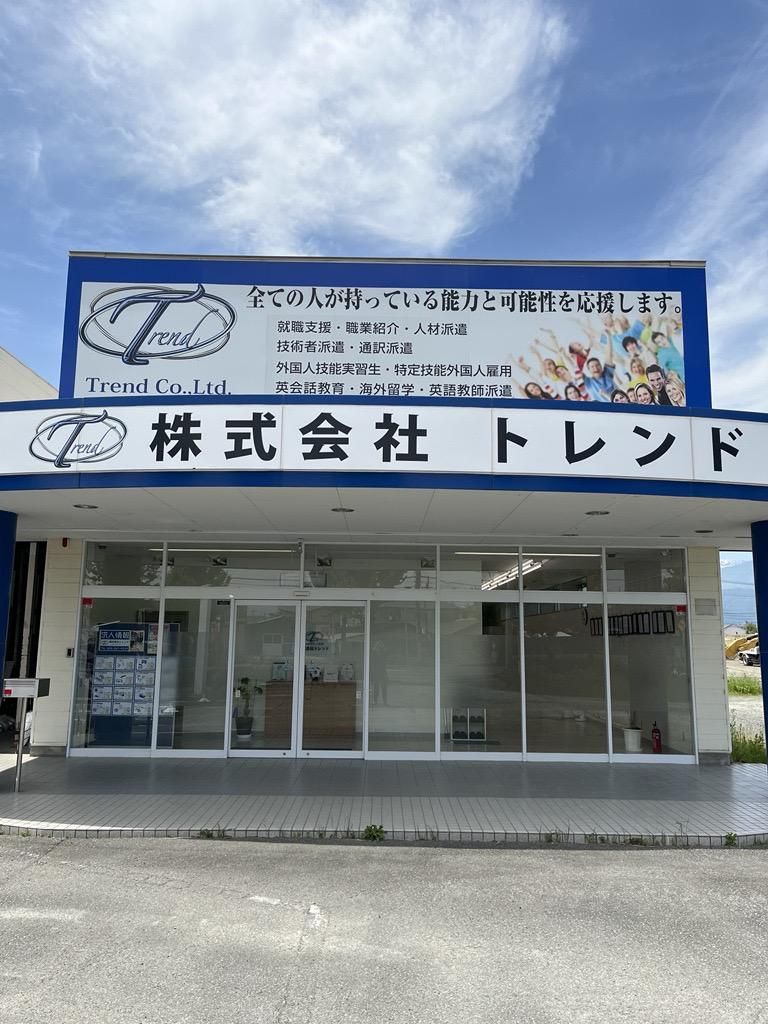 Trend
全ての人が持っている能力と可能性を応援します。
就職支援・職業紹介・人材派遣
技術者派遣・通訳派遣
外国人技能実習生・特定技能外国人雇用
英会話教育・海外留学・英語教師派遣
Trend Co.,Ltd.
Trend
株式会社 トレンド
求人情報